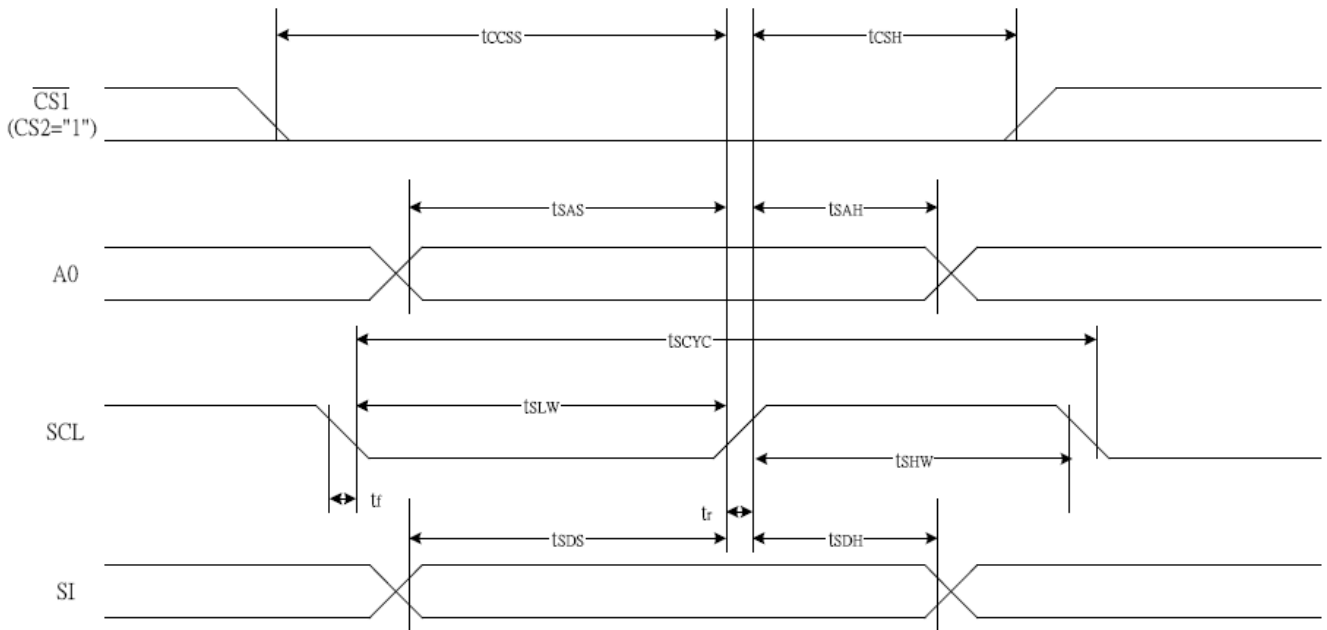 tCCSS
tCSH
CS1
(CS2="1")
tSAS
tSAH
A0
tSCYC
tSLW
SCL
tSHW
tf
tr
tSDS
tSDH
SI